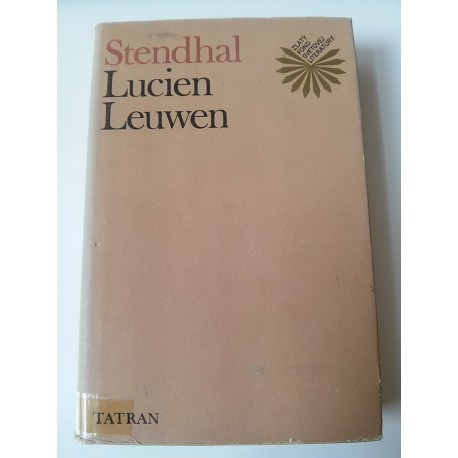 Stendhal
Lucien
Leuwen
ZLATÝ
FOND
SVETOVEJ
LITERATÚRY
TATRAN